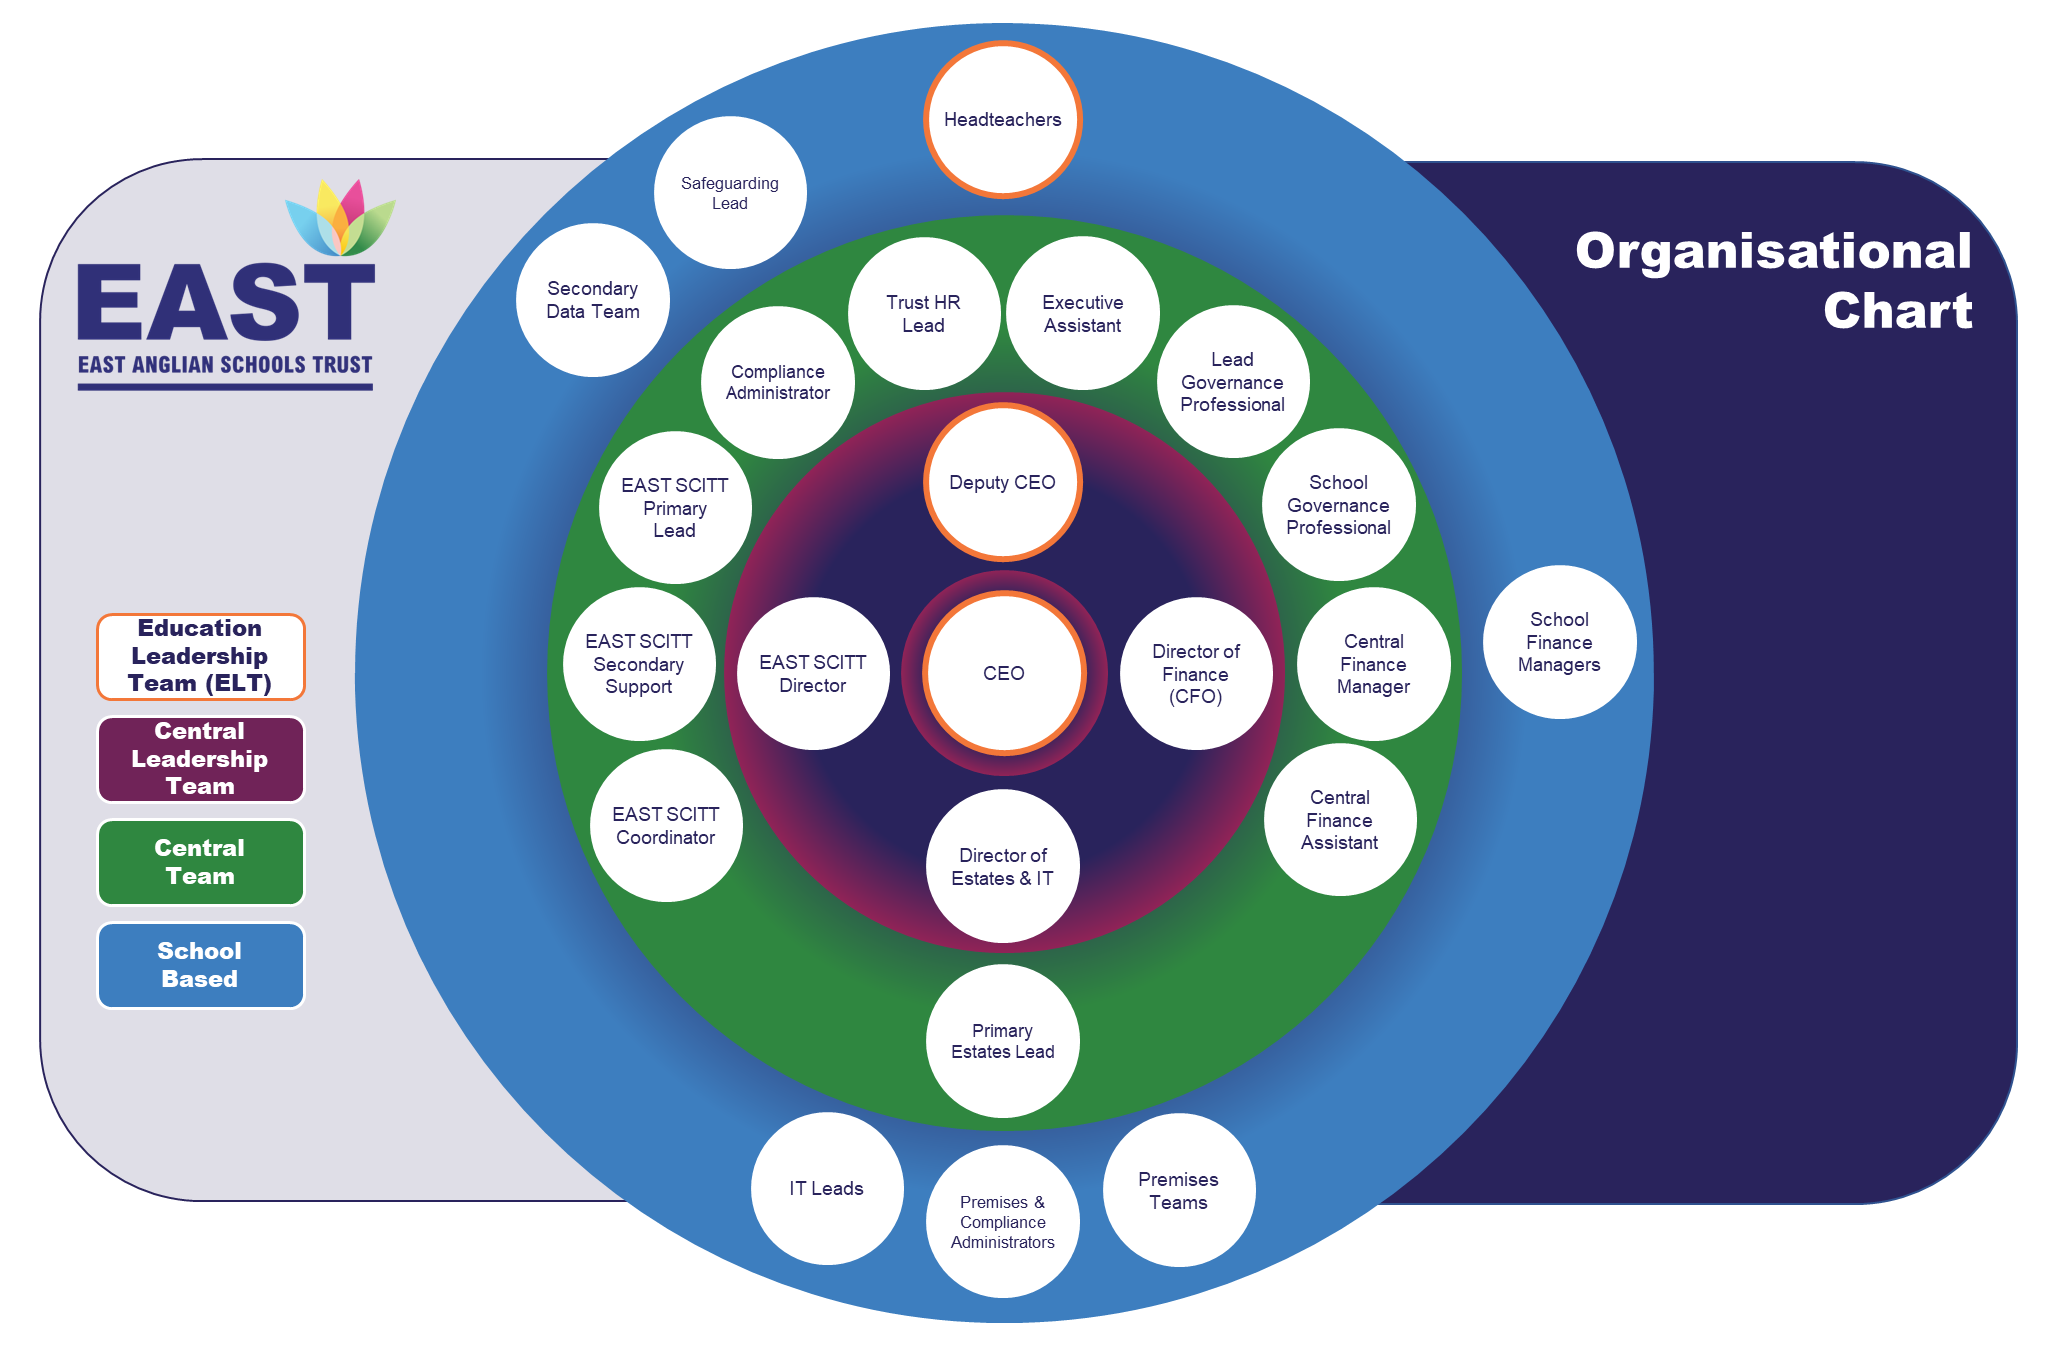 EAST
EAST ANGLIAN SCHOOLS TRUST
Organisational
Chart
Education
Leadership
Team (ELT)
Central
Leadership
Team
Central
Team
School
Based
Headteachers
Safeguarding
Lead
Secondary
Data Team
School
Finance
Managers
IT Leads
Premises &
Compliance
Administrators
Premises
Teams
Trust HR
Lead
Executive
Assistant
Compliance
Administrator
Lead
Governance
Professional
EAST SCITT
Primary
Lead
School
Governance
Professional
EAST SCITT
Secondary
Support
Central
Finance
Manager
EAST SCITT
Coordinator
Central
Finance
Assistant
Primary
Estates Lead
Deputy CEO
EAST SCITT
Director
CEO
Director of
Finance
(CFO)
Director of
Estates & IT